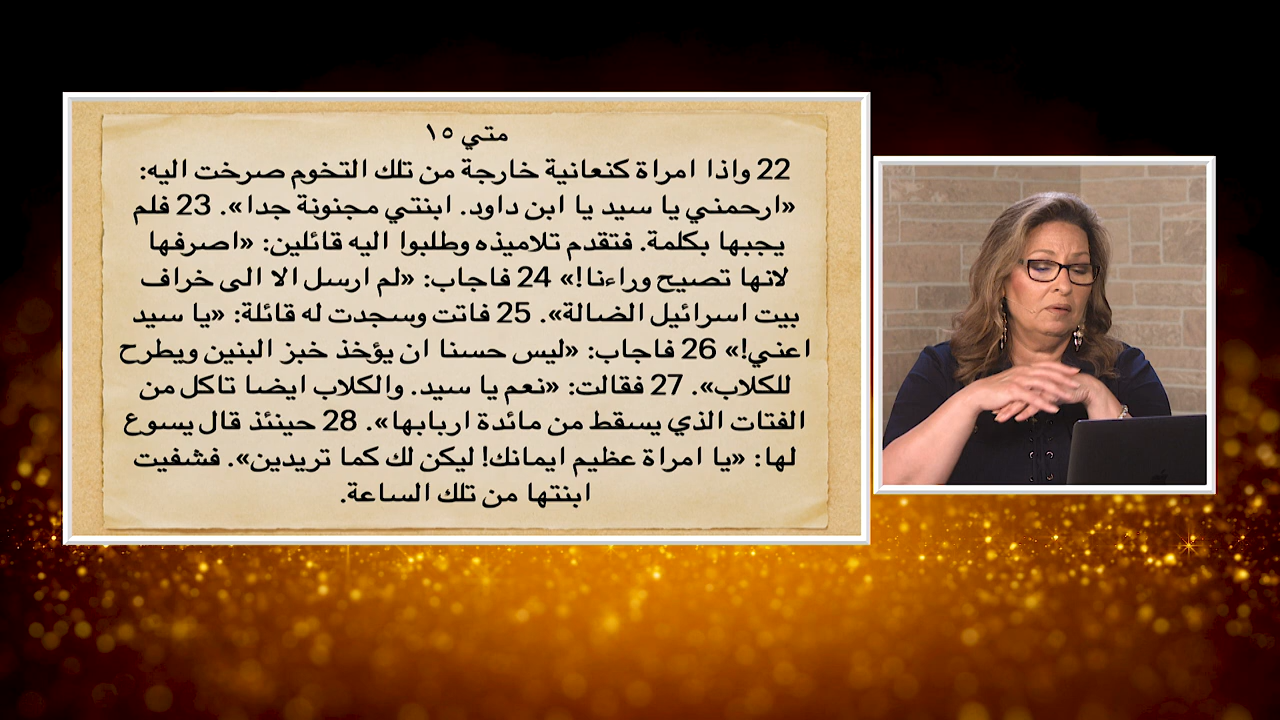 متي ١٥
22 واذا امراة كنعانية خارجة من تلك التخوم صرخت اليه:
«ارحمني يا سيد يا ابن داود. ابنتي مجنونة جدا». 23 فلم
يجبها بكلمة. فتقدم تلاميذه وطلبوا اليه قائلين: «اصرفها
لانها تصيح وراءنا!» 24 فاجاب: «لم ارسل الا الى خراف
بيت اسرائيل الضالة». 25 فاتت وسجدت له قائلة: «يا سيد
اعني!» 26 فاجاب: «ليس حسنا ان يؤخذ خبز البنين ويطرح
للكلاب». 27 فقالت: «نعم يا سيد. والكلاب ايضا تاكل من
الفتات الذي يسقط من مائدة اربابها». 28 حينئذ قال يسوع
لها: «يا امراة عظيم ايمانك! ليكن لك كما تريدين». فشفيت
ابنتها من تلك الساعة.